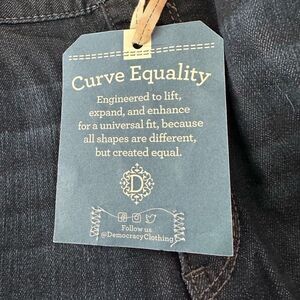 Curve Equality
Engineered to lift,
expand, and enhance
for a universal fit, because
all shapes are different,
but created equal.
D
Follow us
@DemocracyClothing